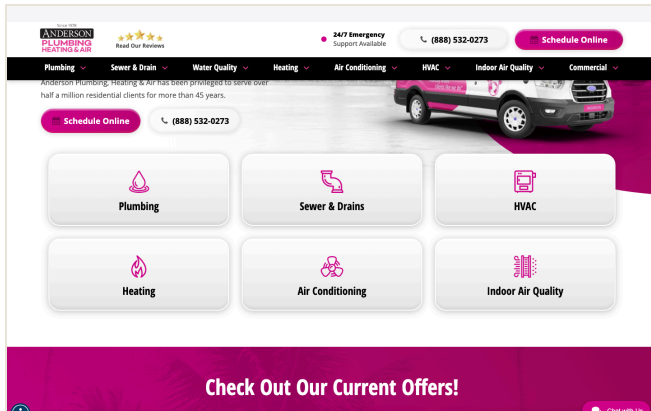 Since 1978
ANDERSON
PLUMBING
HEATING & AIR
Read Our Reviews
24/7 Emergency
Support Available
(888) 532-0273
Schedule Online
Plumbing
Sewer & Drain
Water Quality
Heating
Air Conditioning
HVAC
Indoor Air Quality
Commercial
Anderson Plumbing, Heating & Air has been privileged to serve over
half a million residential clients for more than 45 years.
Schedule Online
(888) 532-0273
Plumbing
Sewer & Drains
HVAC
Heating
Air Conditioning
Indoor Air Quality
Check Out Our Current Offers!
Chat with Us